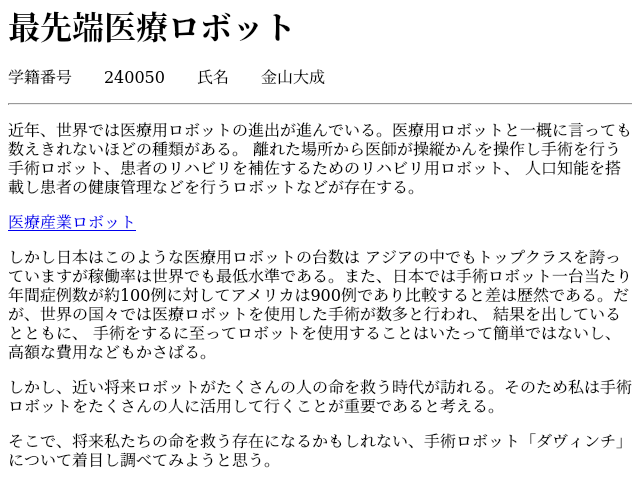 最先端医療ロボット
学籍番号　　240050　　氏名　　金山大成
近年、世界では医療用ロボットの進出が進んでいる。医療用ロボットと一概に言っても
数えきれないほどの種類がある。 離れた場所から医師が操縦かんを操作し手術を行う
手術ロボット、患者のリハビリを補佐するためのリハビリ用ロボット、 人口知能を搭
載し患者の健康管理などを行うロボットなどが存在する。
医療産業ロボット
しかし日本はこのような医療用ロボットの台数は アジアの中でもトップクラスを誇っ
ていますが稼働率は世界でも最低水準である。また、日本では手術ロボット一台当たり
年間症例数が約100例に対してアメリカは900例であり比較すると差は歴然である。だ
が、世界の国々では医療ロボットを使用した手術が数多と行われ、 結果を出している
とともに、 手術をするに至ってロボットを使用することはいたって簡単ではないし、
高額な費用などもかさばる。
しかし、近い将来ロボットがたくさんの人の命を救う時代が訪れる。そのため私は手術
ロボットをたくさんの人に活用して行くことが重要であると考える。
そこで、将来私たちの命を救う存在になるかもしれない、手術ロボット「ダヴィンチ」
について着目し調べてみようと思う。